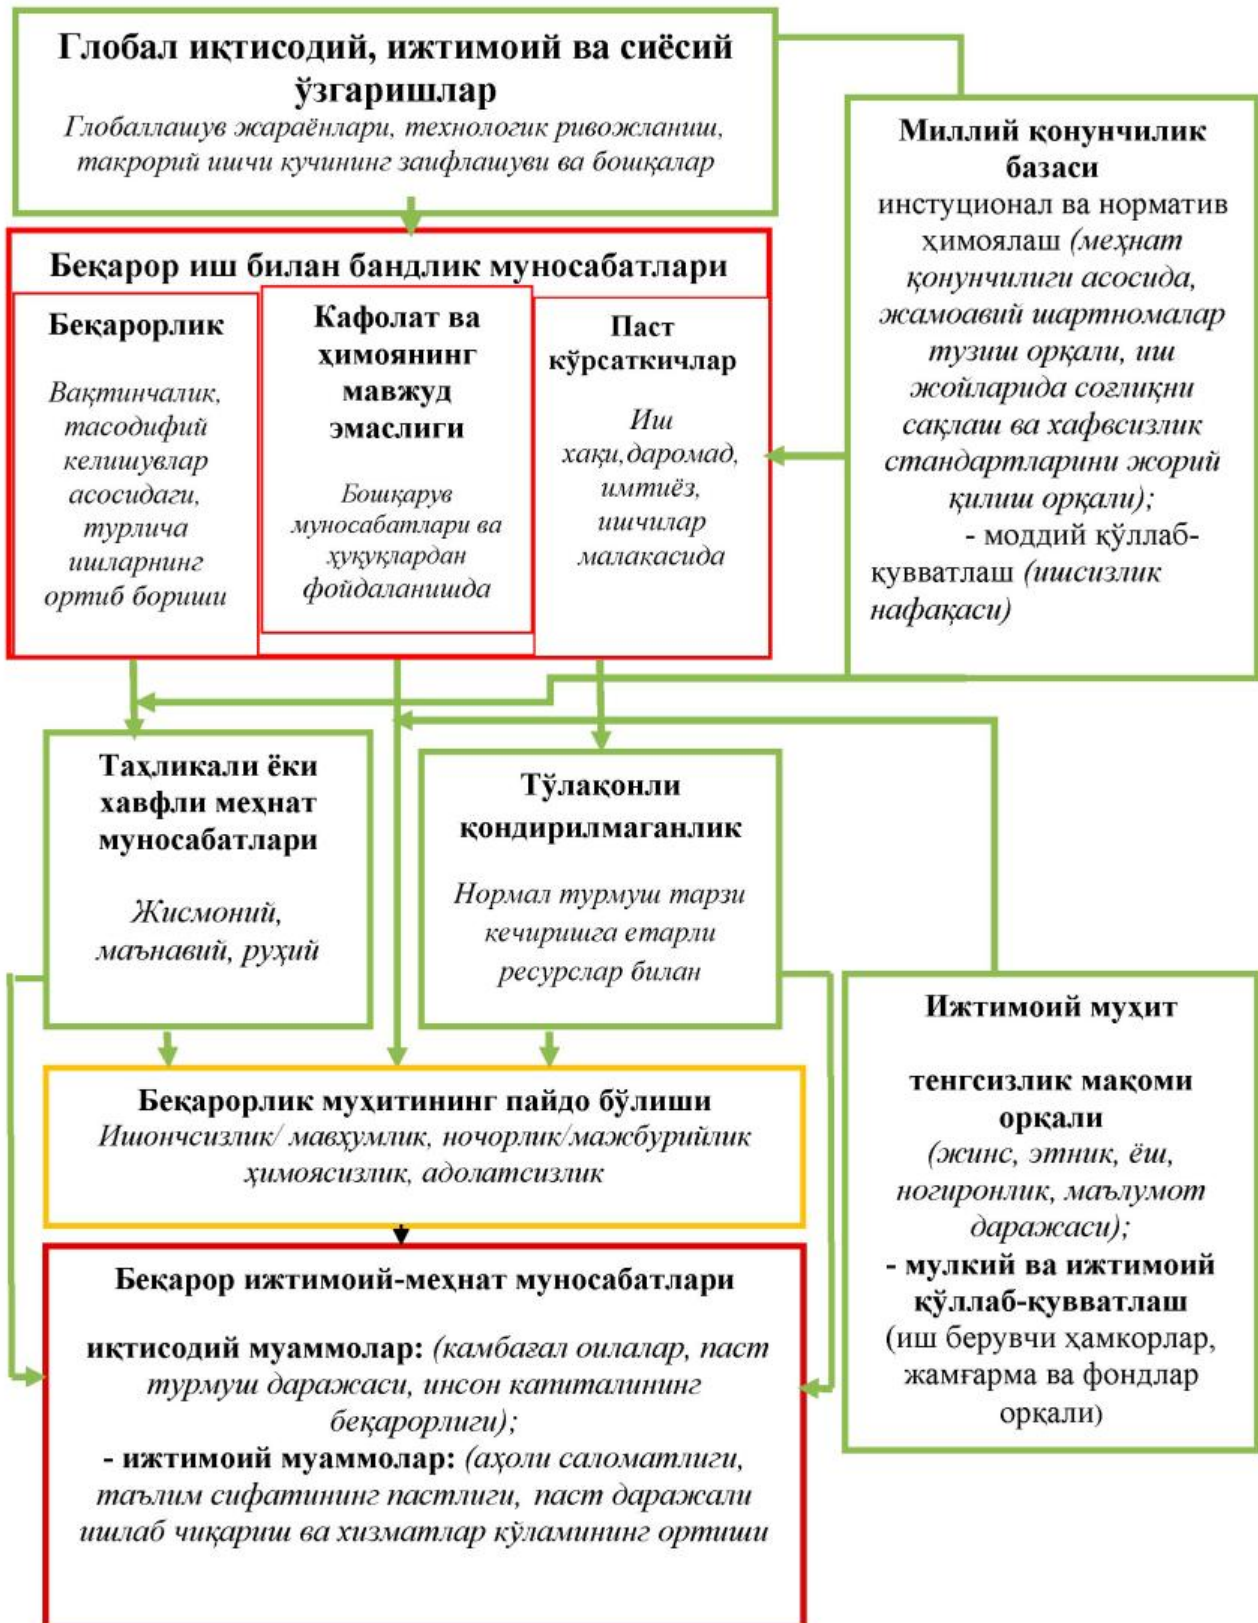 Глобал иқтисодий, ижтимоий ва сиёсий
ўзгаришлар
Глобаллашув жараёнлари, технологик ривожланиш,
такрорий ишчи кучининг заифлашуви ва бошқалар
Миллий қонунчилик
базаси
инстуционал ва норматив
ҳимоялаш (меҳнат
қонунчилиги асосида,
жамоавий шартномалар
тузиш орқали, иш
жойларида соғлиқни
сақлаш ва хафвсизлик
стандартларини жорий
қилиш орқали);
- моддий қўллаб-
қувватлаш (ишсизлик
нафақаси)
Беқарор иш билан бандлик муносабатлари
Беқарорлик
Вақтинчалик,
тасодифий
келишувлар
асосидаги,
турлича
ишларнинг
ортиб бориши
Кафолат ва
ҳимоянинг
мавжуд
эмаслиги
Бошқарув
муносабатлари ва
ҳуқуқлардан
фойдаланишда
Паст
кўрсаткичлар
Иш
хақи,даромад,
имтиёз,
ишчилар
малакасида
Таҳликали ёки
хавфли меҳнат
муносабатлари
Жисмоний,
маънавий, руҳий
Тўлақонли
қондирилмаганлик
Нормал турмуш тарзи
кечиришга етарли
ресурслар билан
Ижтимоий муҳит
тенгсизлик мақоми
орқали
(жинс, этник, ёш,
ногиронлик, маълумот
даражаси);
- мулкий ва ижтимоий
қўллаб-қувватлаш
(иш берувчи ҳамкорлар,
жамғарма ва фондлар
орқали)
Беқарорлик муҳитининг пайдо бўлиши
Ишончсизлик/ мавҳумлик, ночорлик/мажбурийлик
ҳимоясизлик, адолатсизлик
Беқарор ижтимоий-меҳнат муносабатлари
иқтисодий муаммолар: (камбағал оилалар, паст
турмуш даражаси, инсон капиталининг
беқарорлиги);
- ижтимоий муаммолар: (аҳоли саломатлиги,
таълим сифатининг пастлиги, паст даражали
ишлаб чиқариш ва хизматлар кўламининг ортиши